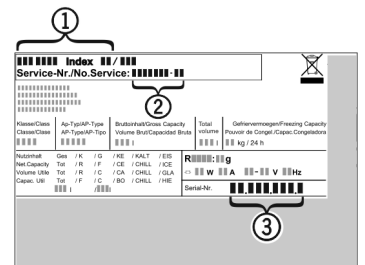 1
Index /
Service-Nr./No.Service: -
2
Klasse/Class Ap-Typ/AP-Type Bruttoinhalt/Gross Capacity Total Gefriervermoegen/Freezing Capacity
Classe/Clase AP-Type/AP-Tipo Volume Brut/Capacidad Bruta volume Pouvoir de Congel./Capac.Congeladora
l l kg / 24 h
Nutzinhalt Ges / K / G / KE / KALT / EIS
Net.Capacity Tot / R / F / CE / CHILL / ICE
Volume Utile Tot / R / C / CA / CHILL / GLA
Capac. Util Tot / F / C / BO / CHILL / HIE
l / l
R : g
W A - V Hz
Serial-Nr. . . .
3